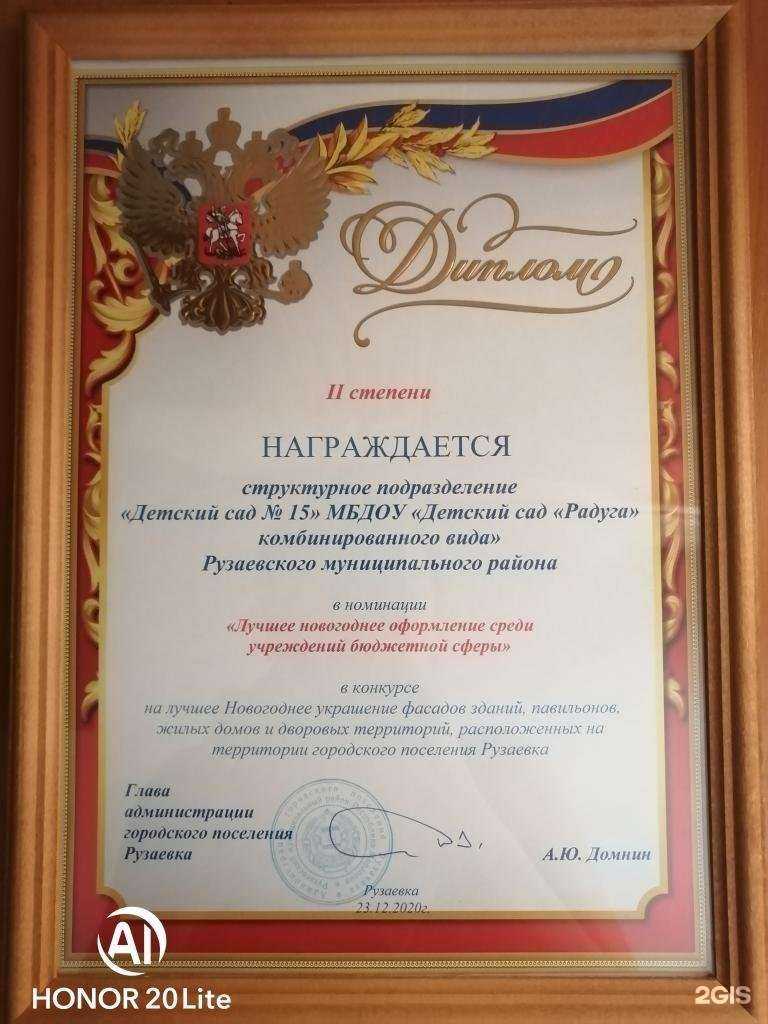 Диплом
II степени
НАГРАЖДАЕТСЯ
структурное подразделение
«Детский сад № 15» МБДОУ «Детский сад «Радуга»
комбинированного вида»
Рузаевского муниципального района
в номинации
«Лучшее новогоднее оформление среди
учреждений бюджетной сферы»
в конкурсе
на лучшее Новогоднее украшение фасадов зданий, павильонов,
жилых домов и дворовых территорий, расположенных на
территории городского поселения Рузаевка
Глава
администрации
городского поселения
Рузаевка
А.Ю. Домнин
Рузаевка
23.12.2020г.
AI
HONOR 20 Lite
2GIS